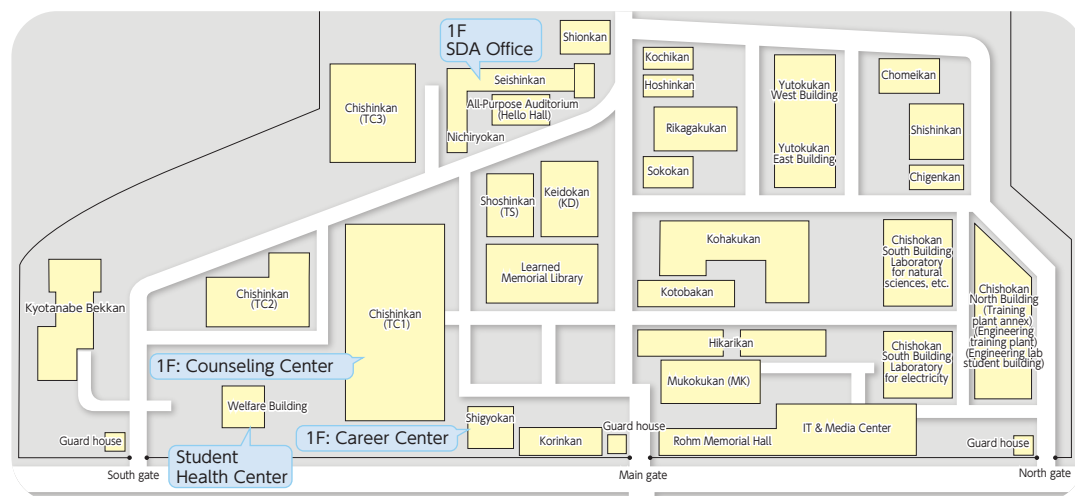 1F
SDA Office
Shionkan
Seishinkan
All-Purpose Auditorium
(Hello Hall)
Nichiryokan
Chishinkan
(TC3)
Kochikan
Hoshinkan
Rikagakukan
Sokokan
Yutokukan
West Building
Yutokukan
East Building
Chomeikan
Shishinkan
Chigenkan
Shoshinkan
(TS)
Keidokan
(KD)
Learned
Memorial Library
Kohakukan
Kotobakan
Chishokan
South Building
Laboratory
for natural
sciences, etc.
Chishokan
North Building
(Training
plant annex)
(Engineering
training plant)
(Engineering lab
student building)
Kyotanabe Bekkan
Chishinkan
(TC2)
Chishinkan
(TC1)
Hikarikan
Mukokukan (MK)
Chishokan
South Building
Laboratory
for electricity
1F: Counseling Center
Welfare Building
Shigyokan
1F: Career Center
Korinkan
Guard house
Rohm Memorial Hall
IT & Media Center
Guard house
Guard house
Student
Health Center
South gate
Main gate
North gate